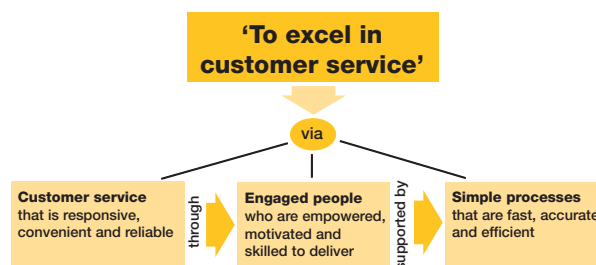 ‘To excel in
customer service’
via
Customer service
that is responsive,
convenient and reliable
through
Engaged people
who are empowered,
motivated and
skilled to deliver
supported by
Simple processes
that are fast, accurate
and efficient